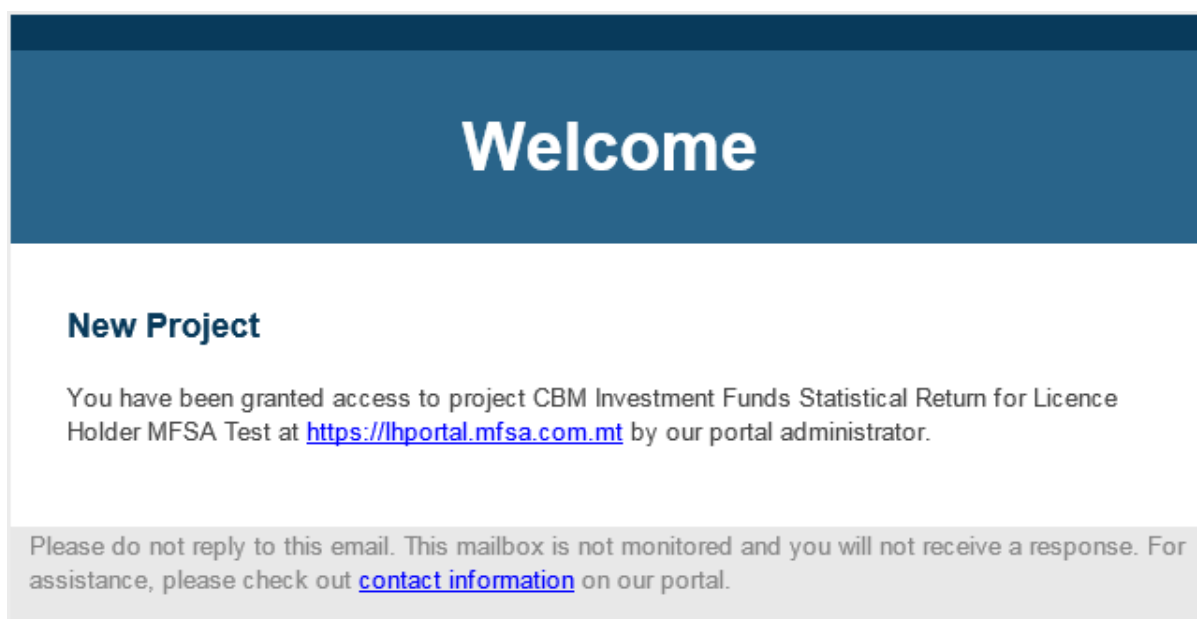 Welcome
New Project
You have been granted access to project CBM Investment Funds Statistical Return for Licence
Holder MFSA Test at https://lhportal.mfsa.com.mt by our portal administrator.
Please do not reply to this email. This mailbox is not monitored and you will not receive a response. For
assistance, please check out contact information on our portal.